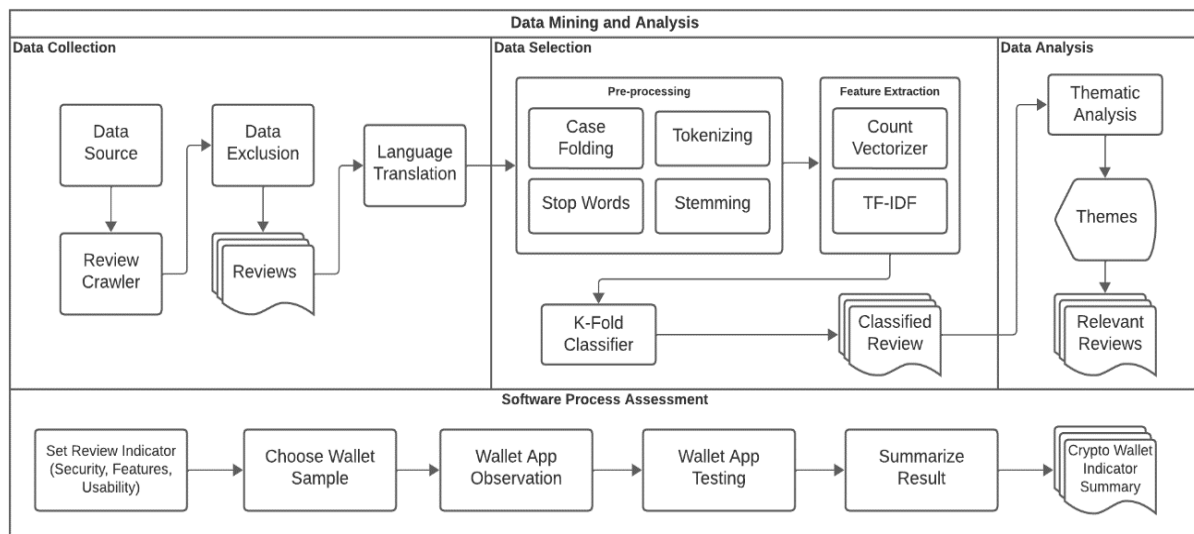 Data Mining and Analysis
Data Collection
Data
Source
Review
Crawler
Data
Exclusion
Reviews
Language
Translation
Data Selection
Pre-processing
Case
Folding
Tokenizing
Stop Words
Stemming
Feature Extraction
Count
Vectorizer
TF-IDF
K-Fold
Classifier
Classified
Review
Data Analysis
Thematic
Analysis
Themes
Relevant
Reviews
Software Process Assessment
Set Review Indicator
(Security, Features,
Usability)
Choose Wallet
Sample
Wallet App
Observation
Wallet App
Testing
Summarize
Result
Crypto Wallet
Indicator
Summary